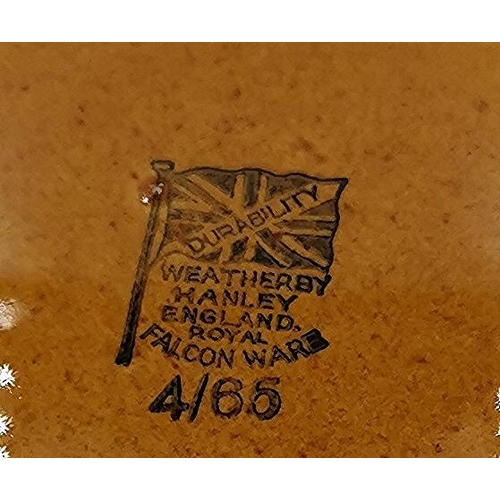 DURABILITY
WEATHERBY
HANLEY
ENGLAND.
ROYAL
FALCON WARE
4/65